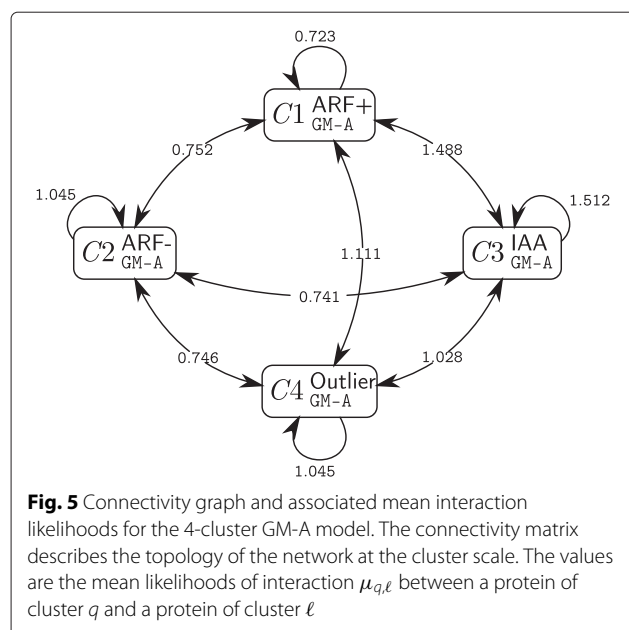 0.723
C1 ARF+
GM-A
0.752
1.488
1.045
1.512
C2 ARF-
GM-A
1.111
C3 IAA
GM-A
0.741
0.746
1.028
C4 Outlier
GM-A
1.045
Fig. 5 Connectivity graph and associated mean interaction
likelihoods for the 4-cluster GM-A model. The connectivity matrix
describes the topology of the network at the cluster scale. The values
are the mean likelihoods of interaction μq,ℓ between a protein of
cluster q and a protein of cluster ℓ